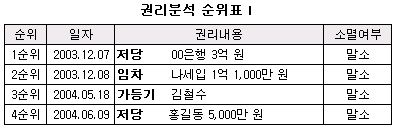 권리분석 순위표 I
순위 일자 권리내용 소멸여부
1순위 2003.12.07 저당 00은행 3억 원 말소
2순위 2003.12.08 임차 나세입 1억 1,000만 원 말소
3순위 2004.05.18 가등기 김철수 말소
4순위 2004.06.09 저당 홍길동 5,000만 원 말소